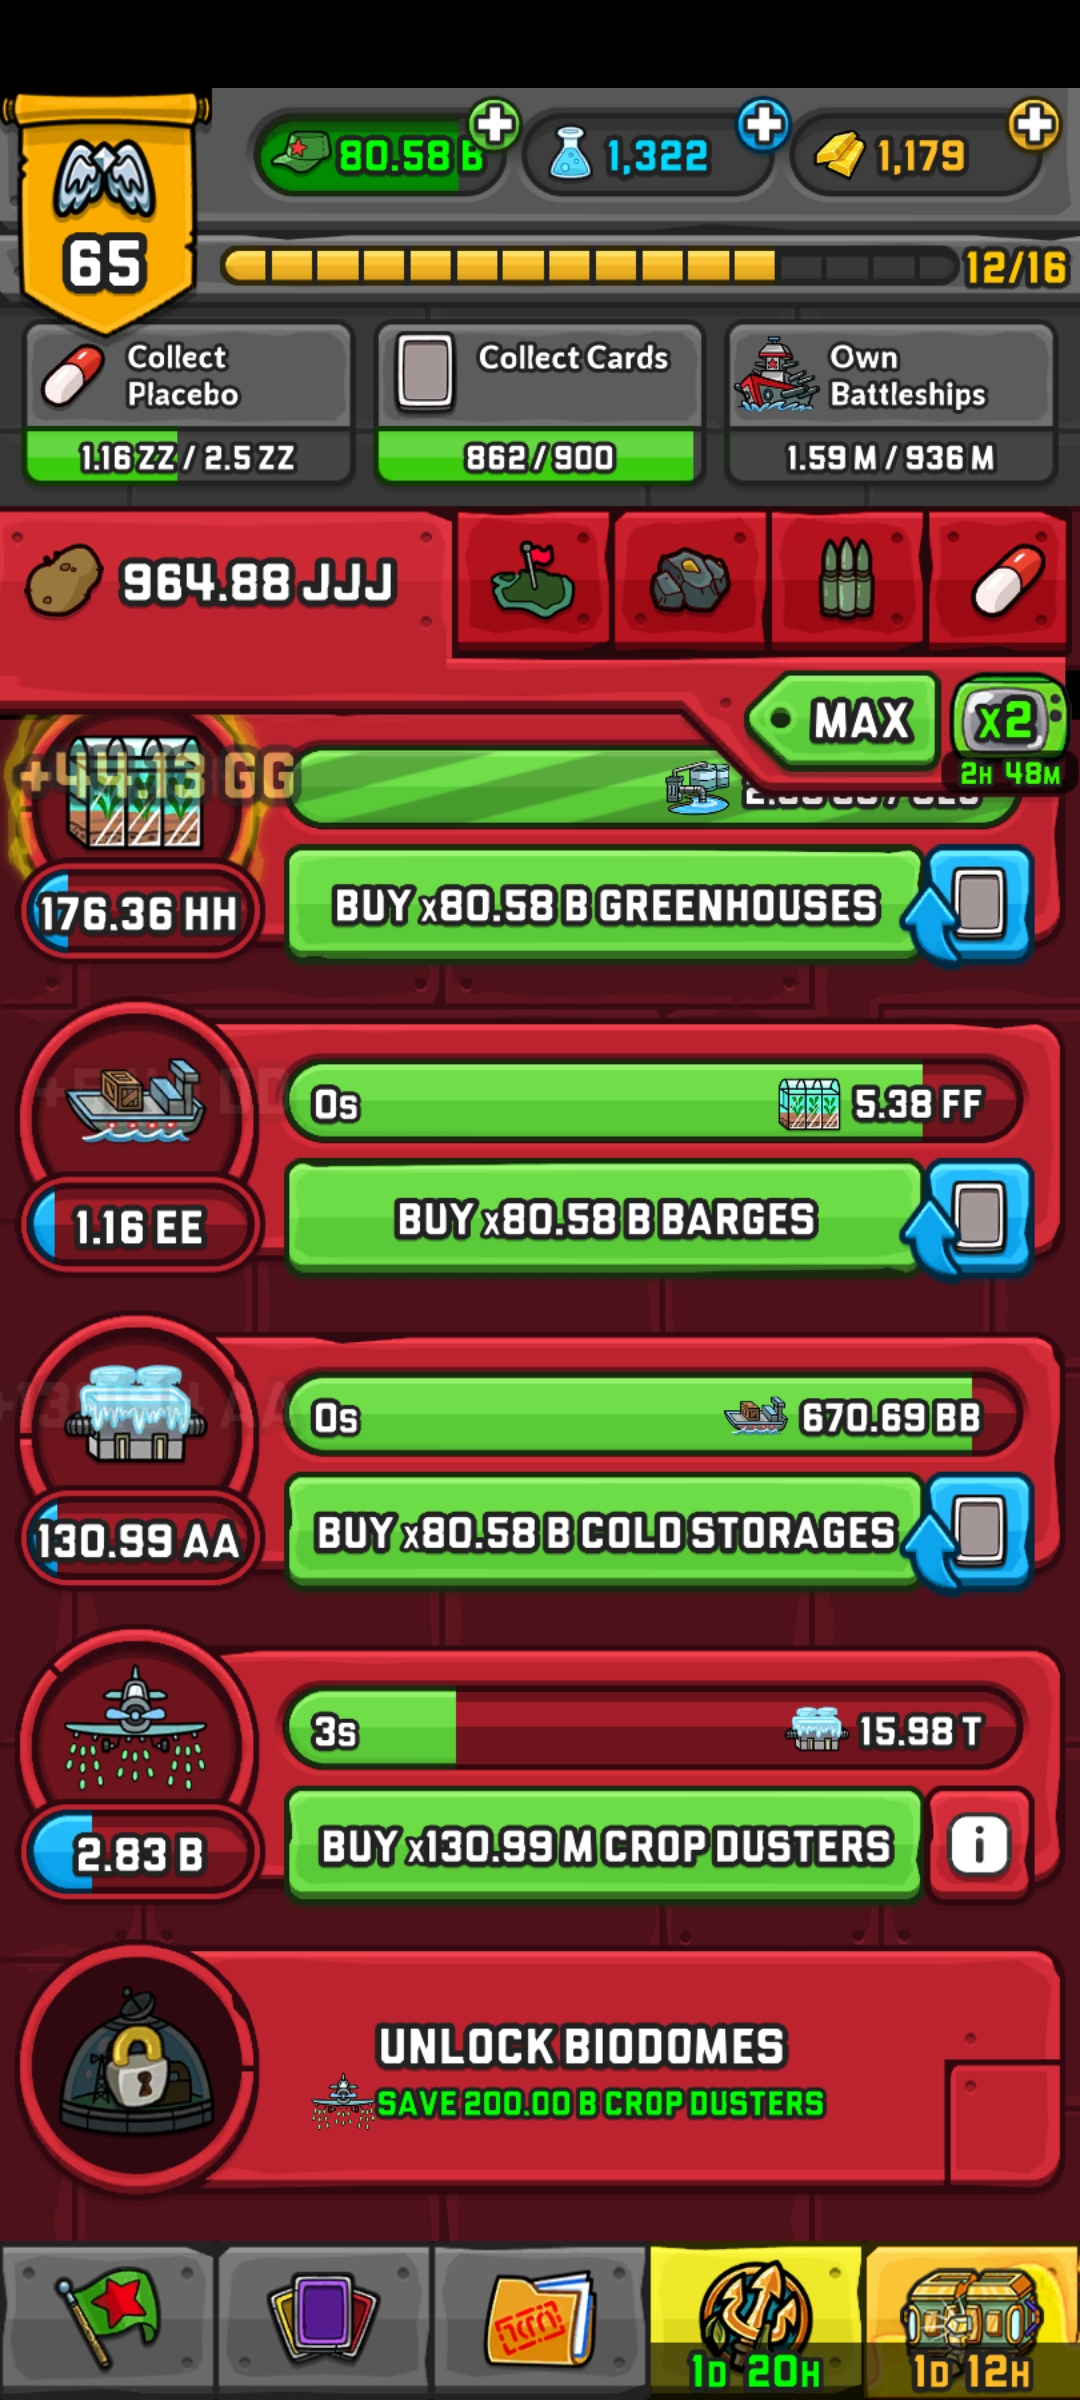 80.58 B
1,322
1,179
65
12/16
Collect
Placebo
1.16 ZZ / 2.5 ZZ
Collect Cards
862 / 900
Own
Battleships
1.59 M / 936 M
964.88 JJJ
MAX
x2
2H 48M
+44.13 GG
176.36 HH
BUY x80.58 B GREENHOUSES
0s
5.38 FF
1.16 EE
BUY x80.58 B BARGES
0s
670.69 BB
130.99 AA
BUY x80.58 B COLD STORAGES
3s
15.98 T
2.83 B
BUY x130.99 M CROP DUSTERS
i
UNLOCK BIODOMES
SAVE 200.00 B CROP DUSTERS
1D 20H
1D 12H